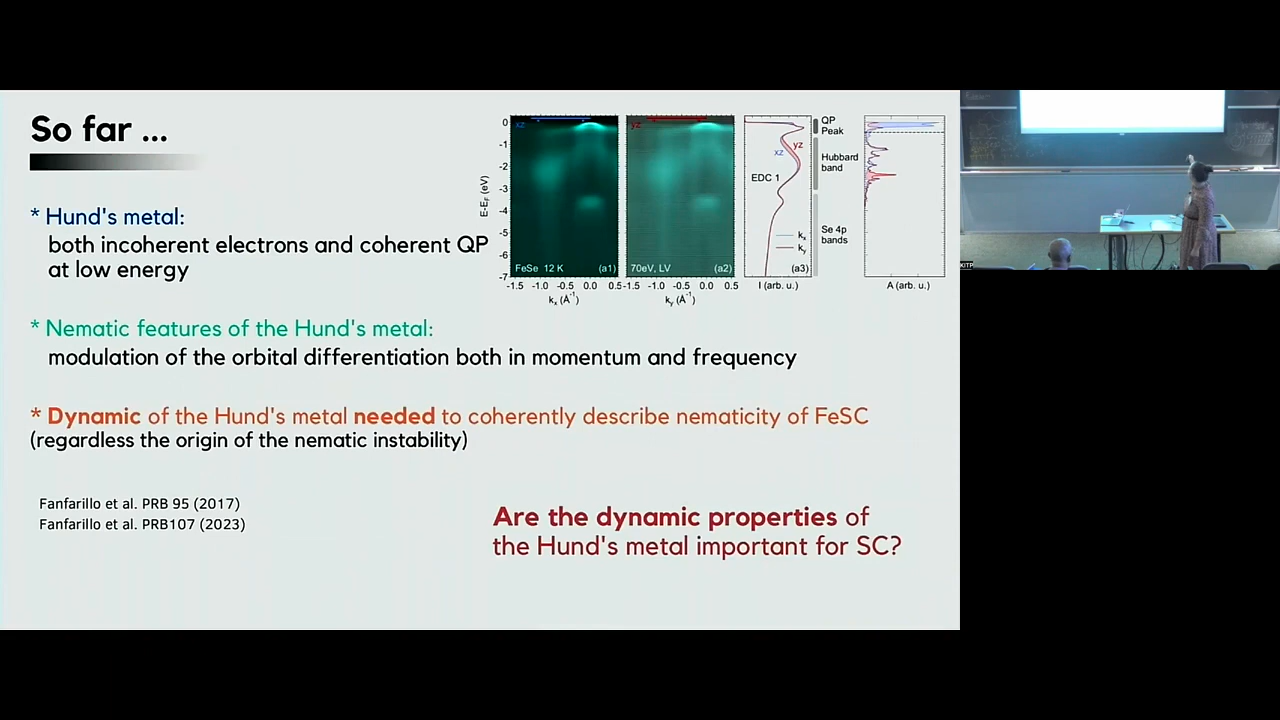 So far ...
* Hund's metal:
both incoherent electrons and coherent QP
at low energy
* Nematic features of the Hund's metal:
modulation of the orbital differentiation both in momentum and frequency
* Dynamic of the Hund's metal needed to coherently describe nematicity of FeSC
(regardless the origin of the nematic instability)
Fanfarillo et al. PRB 95 (2017)
Fanfarillo et al. PRB107 (2023)
Are the dynamic properties of
the Hund's metal important for SC?
E-E_F (eV)
0
-1
-2
-3
-4
-5
-6
-7
xz
FeSe 12 K (a1)
-1.5 -1.0 -0.5 0.0 0.5
k_x (Å⁻¹)
yz
70eV, LV (a2)
-1.5 -1.0 -0.5 0.0 0.5
k_y (Å⁻¹)
yz
xz
EDC 1
k_x
k_y
(a3)
I (arb. u.)
QP
Peak
Hubbard
band
Se 4p
bands
A (arb. u.)
KITP